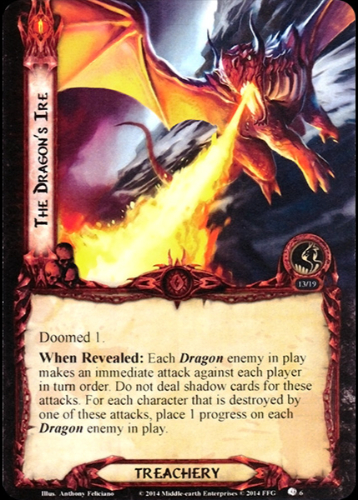 THE DRAGON'S IRE
13/19
Doomed 1.
When Revealed: Each Dragon enemy in play
makes an immediate attack against each player
in turn order. Do not deal shadow cards for these
attacks. For each character that is destroyed by
one of these attacks, place 1 progress on each
Dragon enemy in play.
TREACHERY
Illus. Anthony Feliciano
© 2014 Middle-earth Enterprises © 2014 FFG
6